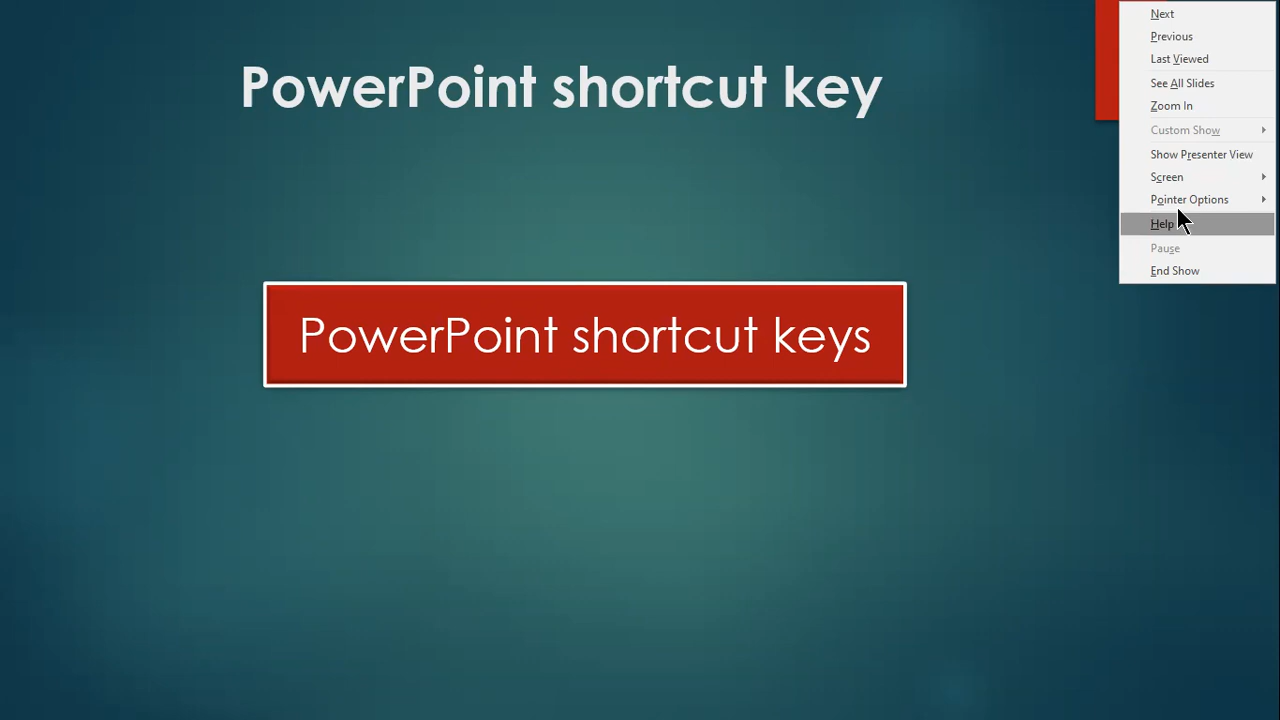 PowerPoint shortcut key
PowerPoint shortcut keys
Next
Previous
Last Viewed
See All Slides
Zoom In
Custom Show
Show Presenter View
Screen
Pointer Options
Help
Pause
End Show